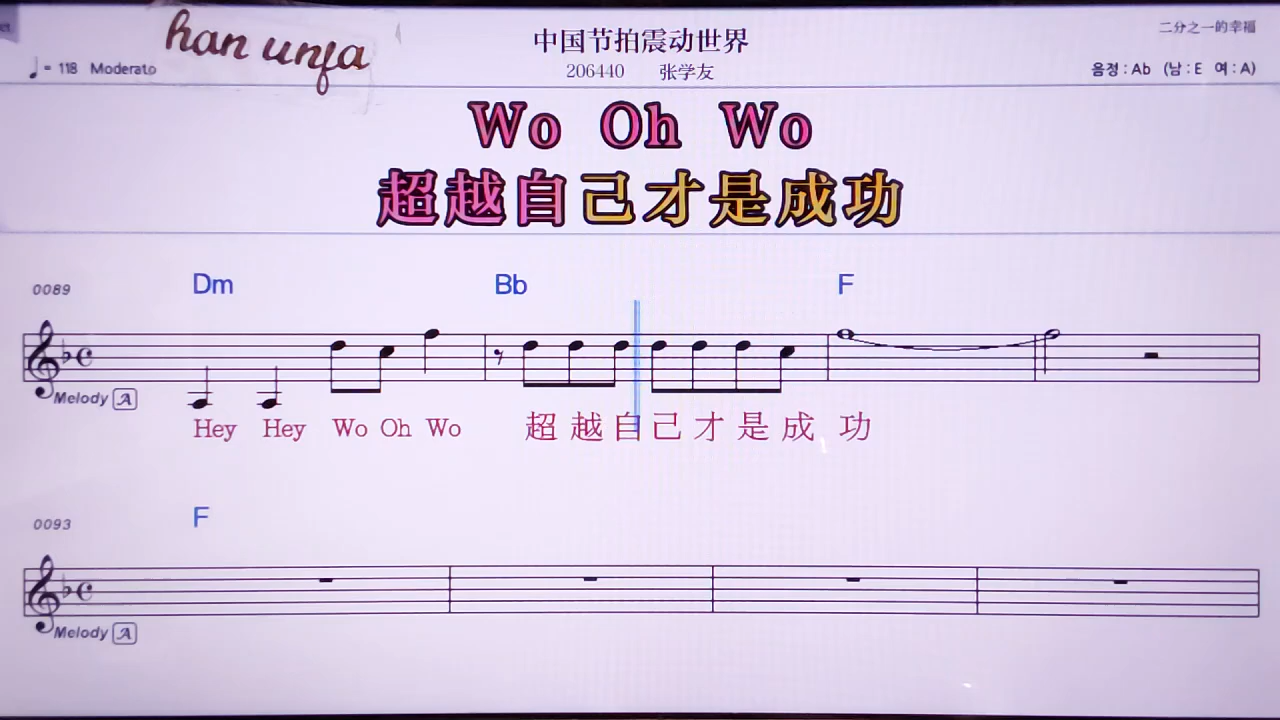 han unfa
中国节拍震动世界
二分之一的幸福
♩= 118 Moderato
206440 张学友
음정 : Ab (남 : E 여 : A)
Wo Oh Wo
超越自己才是成功
0089 Dm Bb F
Melody A
Hey Hey Wo Oh Wo 超越自己才是成 功
0093 F
Melody A